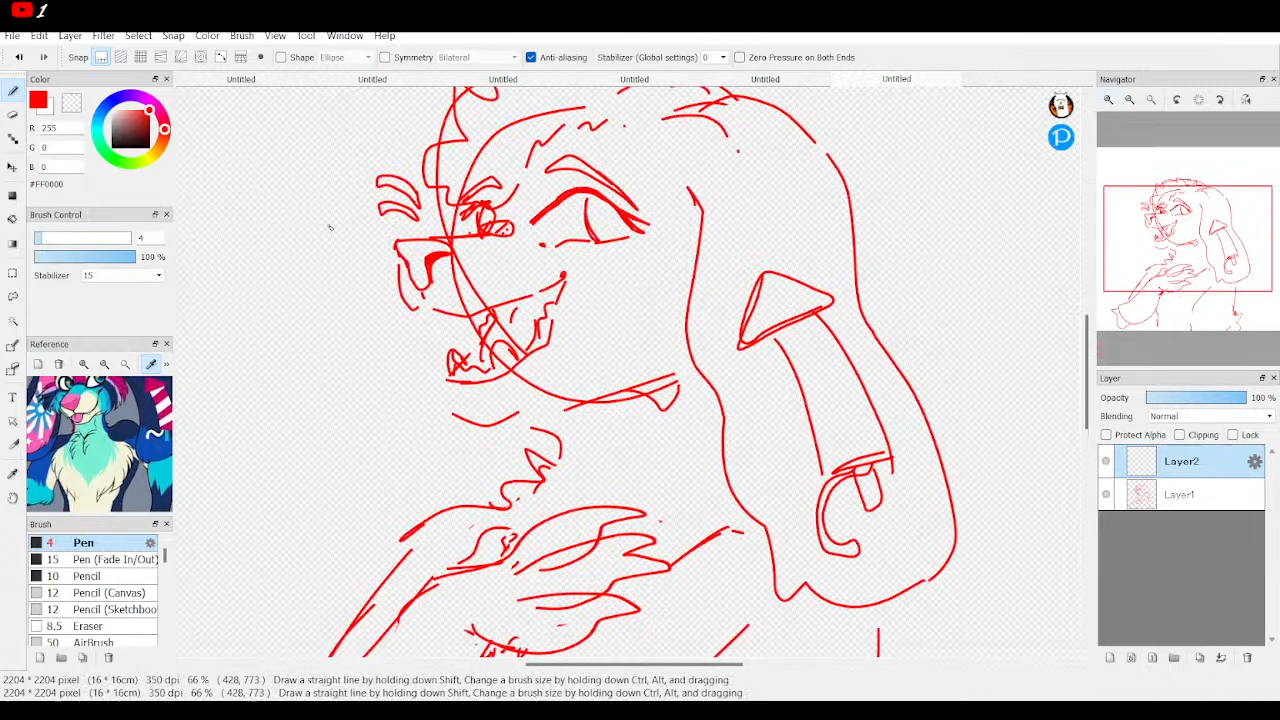 1
File Edit Layer Filter Select Snap Color Brush View Tool Window Help
Snap Shape Ellipse Symmetry Bilateral Anti-aliasing Stabilizer (Global settings) 0 Zero Pressure on Both Ends
Untitled Untitled Untitled Untitled Untitled Untitled
Color
R 255
G 0
B 0
#FF0000
Brush Control
4
100 %
Stabilizer 15
Reference
Brush
4 Pen
15 Pen (Fade In/Out)
10 Pencil
12 Pencil (Canvas)
12 Pencil (Sketchboo
8.5 Eraser
50 AirBrush
Navigator
Layer
Opacity 100 %
Blending Normal
Protect Alpha Clipping Lock
Layer2
Layer1
2204 * 2204 pixel (16 * 16cm) 350 dpi 66 % ( 428, 773 ) Draw a straight line by holding down Shift, Change a brush size by holding down Ctrl, Alt, and dragging
2204 * 2204 pixel (16 * 16cm) 350 dpi 66 % ( 428, 773 ) Draw a straight line by holding down Shift, Change a brush size by holding down Ctrl, Alt, and dragging